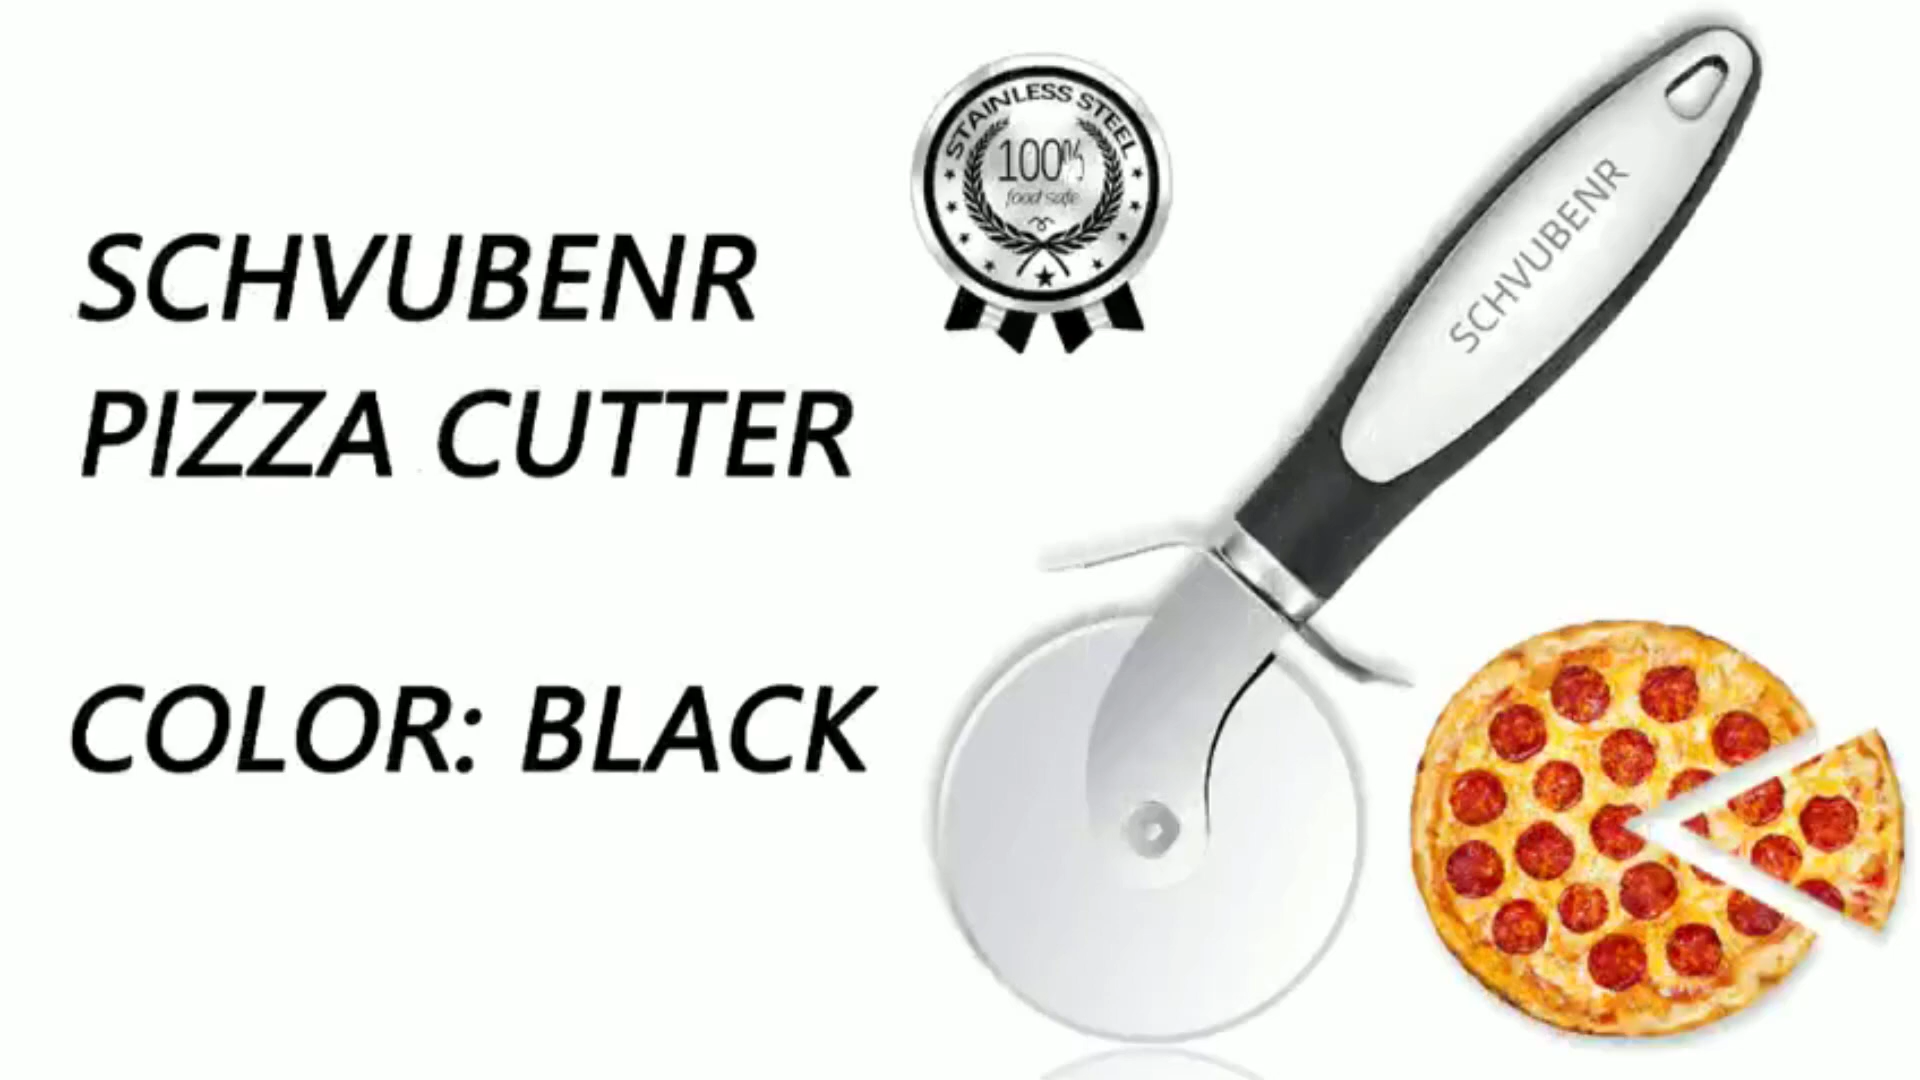 SCHVUBENR
PIZZA CUTTER
COLOR: BLACK
STAINLESS STEEL
100%
food safe
SCHVUBENR